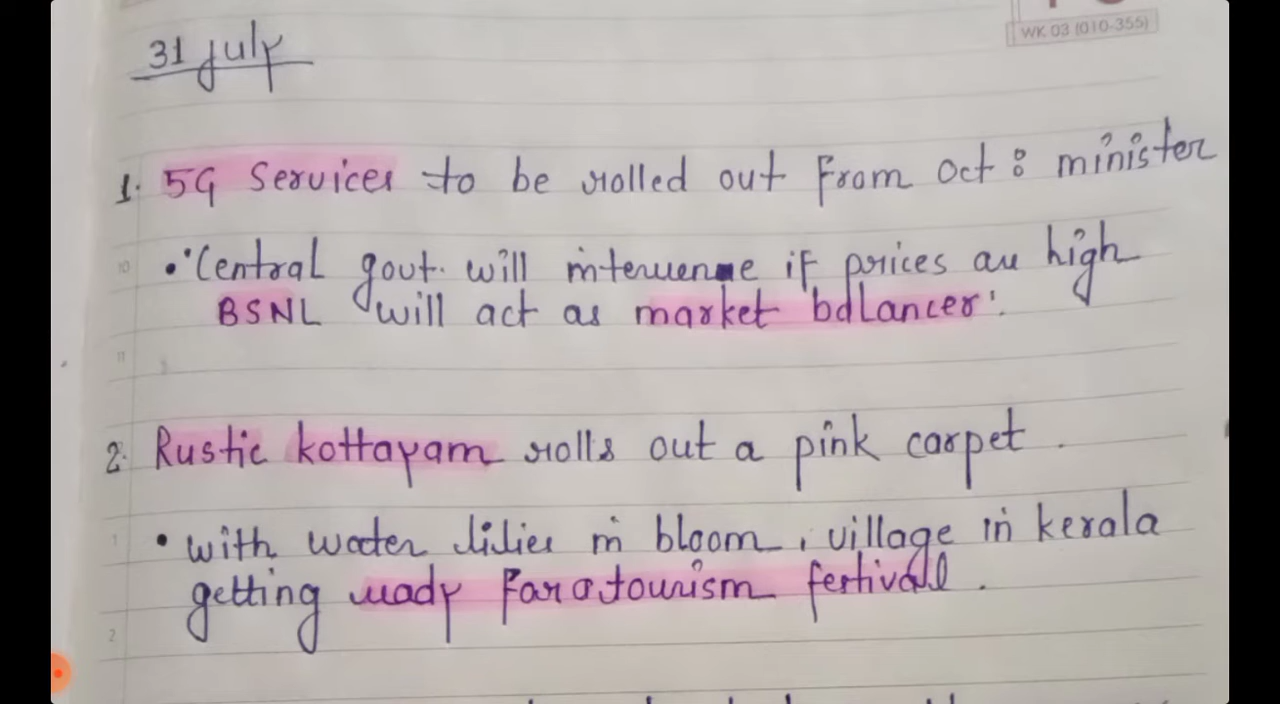 WK 03 (010-355)
31 july
1. 5G Services to be rolled out From Oct : minister
• 'Central govt. will intervene if prices are high
BSNL will act as market balancer'.
2. Rustic kottayam rolls out a pink carpet.
• with water lilies in bloom, village in kerala
getting ready For a tourism festivall.